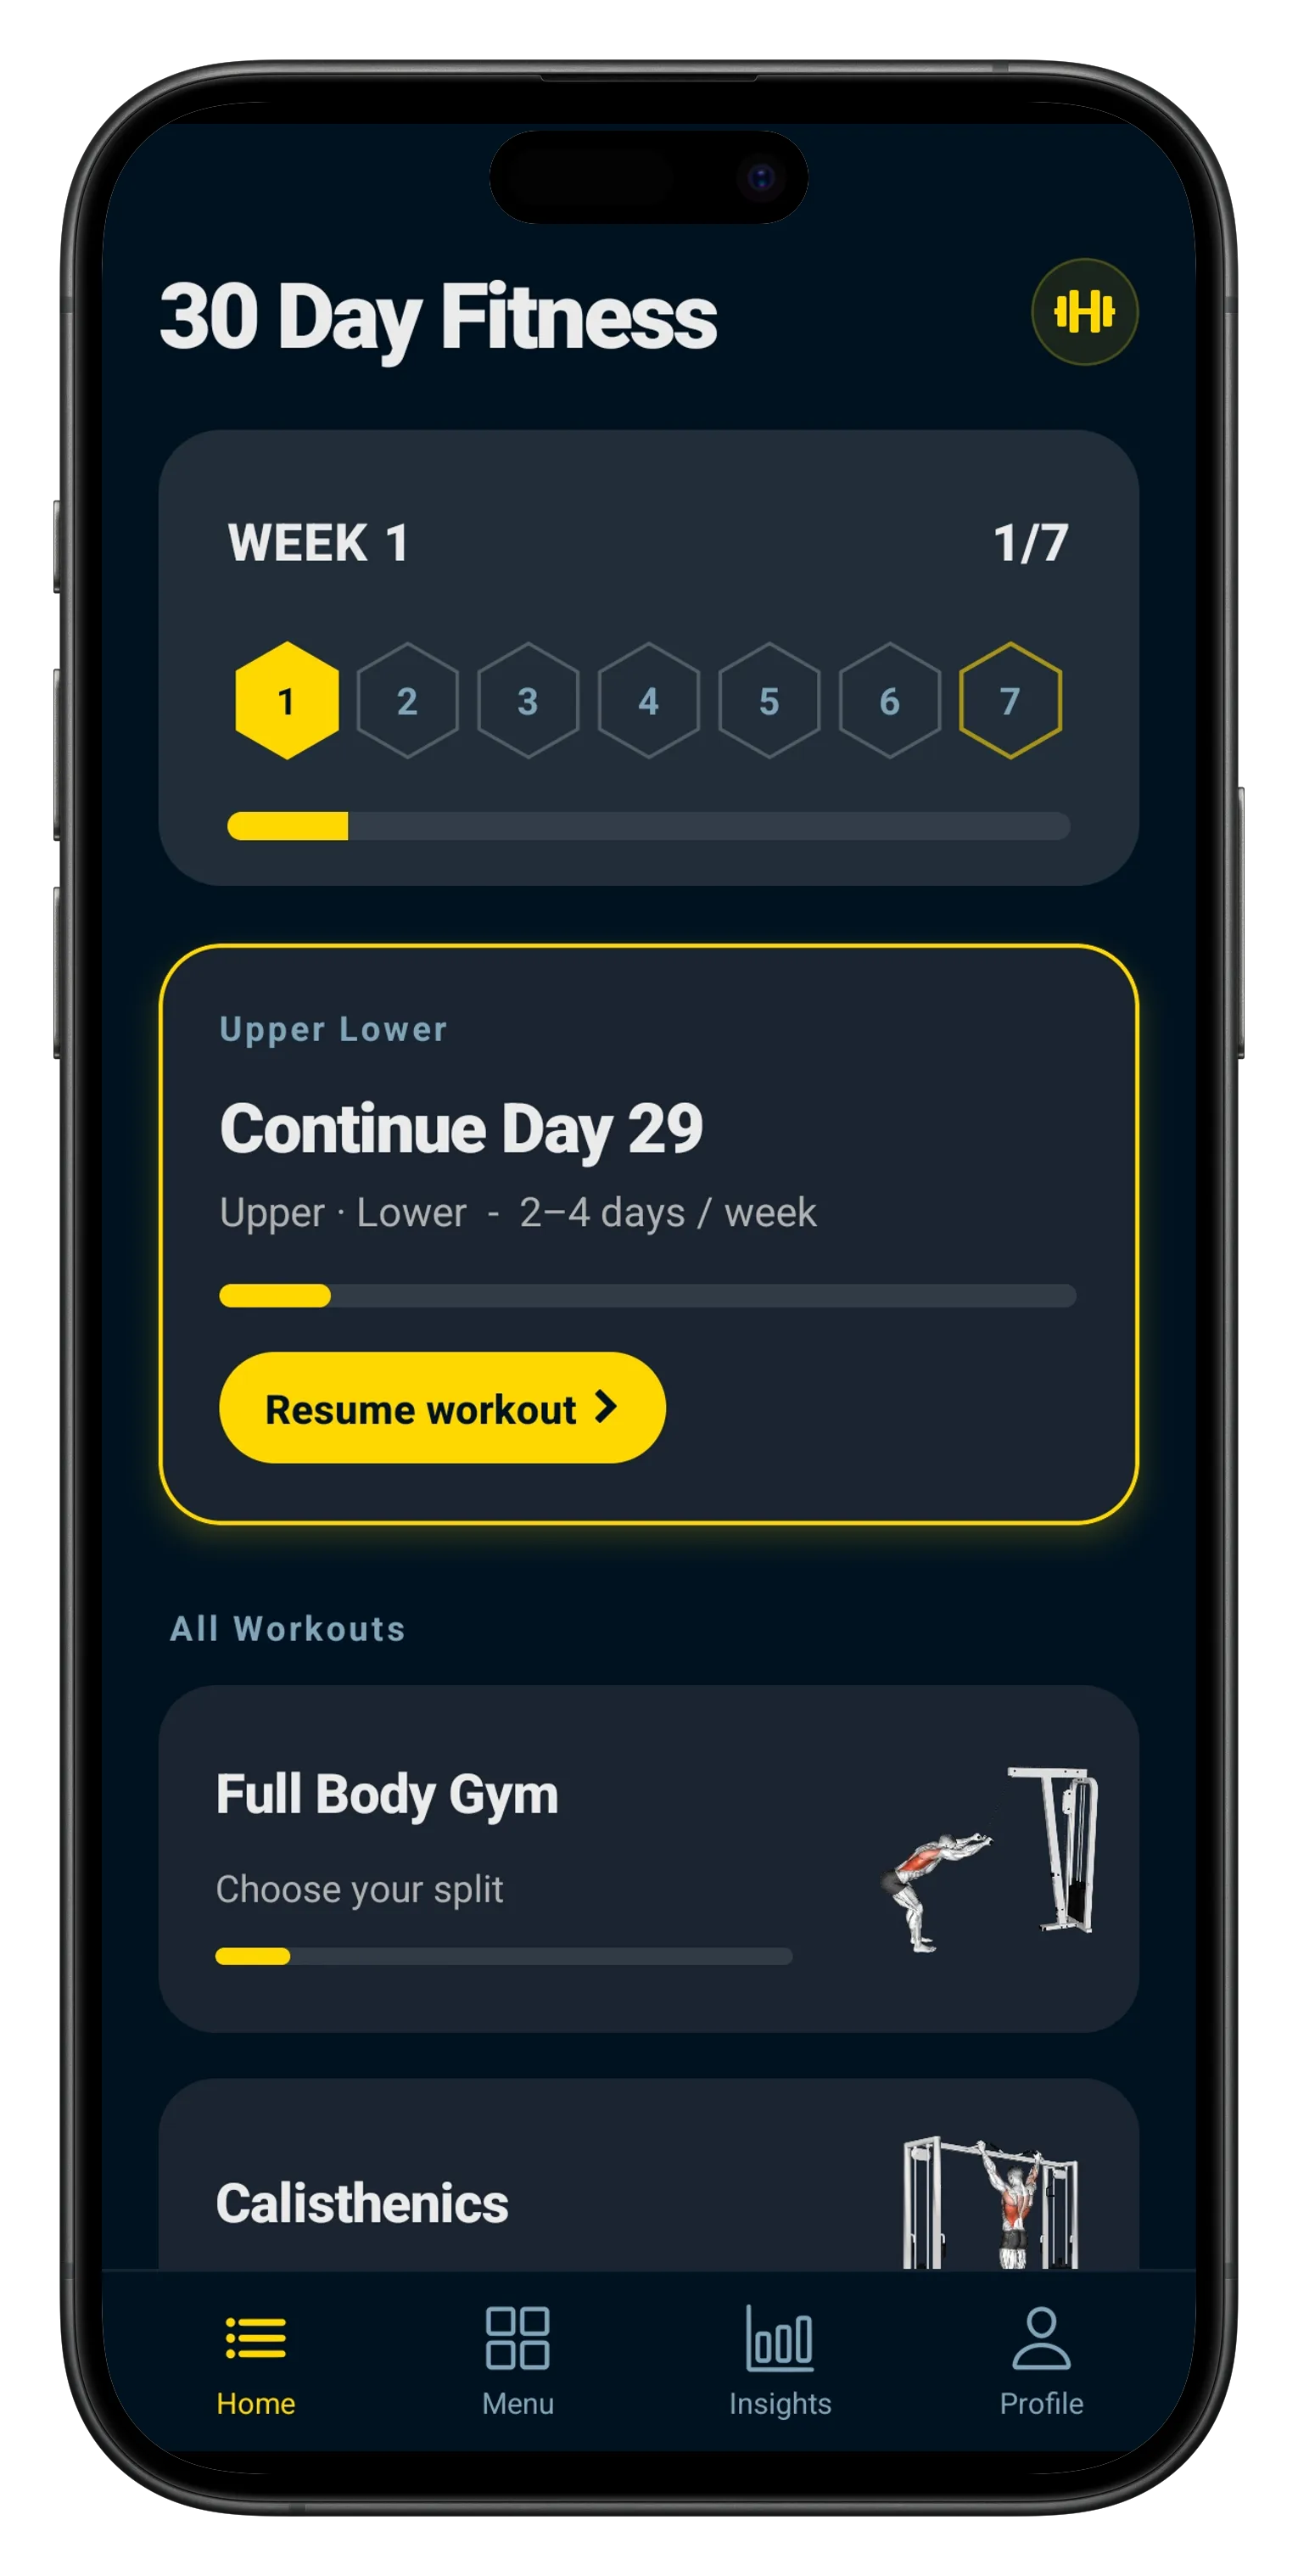 30 Day Fitness
WEEK 1 1/7
1 2 3 4 5 6 7
Upper Lower
Continue Day 29
Upper · Lower - 2–4 days / week
Resume workout
All Workouts
Full Body Gym
Choose your split
Calisthenics
Home Menu Insights Profile